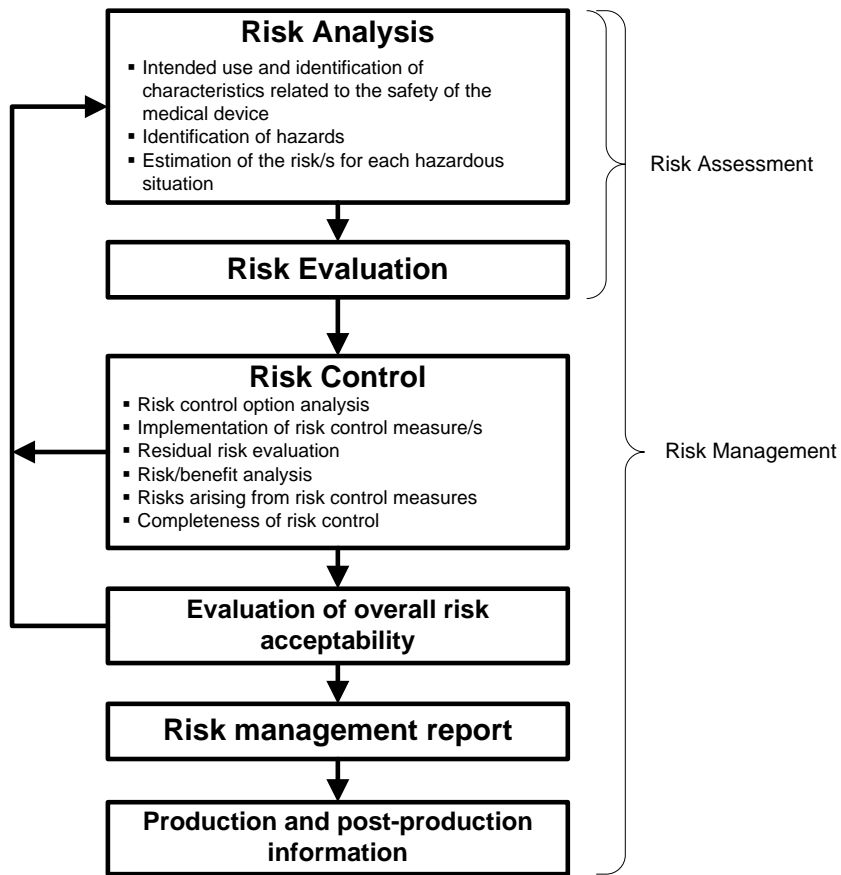 Risk Analysis
▪ Intended use and identification of
characteristics related to the safety of the
medical device
▪ Identification of hazards
▪ Estimation of the risk/s for each hazardous
situation
Risk Assessment
Risk Evaluation
Risk Control
▪ Risk control option analysis
▪ Implementation of risk control measure/s
▪ Residual risk evaluation
▪ Risk/benefit analysis
▪ Risks arising from risk control measures
▪ Completeness of risk control
Risk Management
Evaluation of overall risk
acceptability
Risk management report
Production and post-production
information